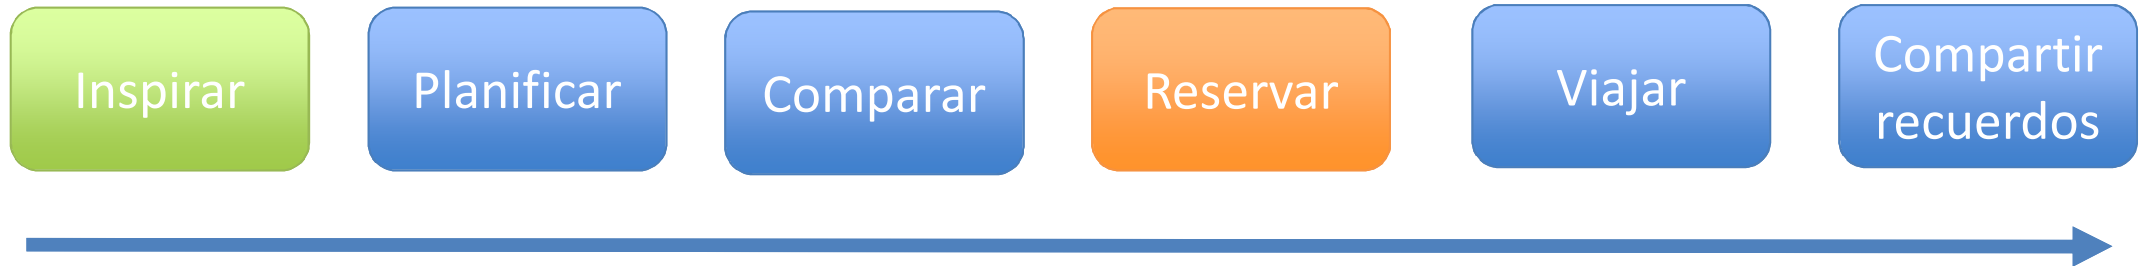 Inspirar
Planificar
Comparar
Reservar
Viajar
Compartir
recuerdos